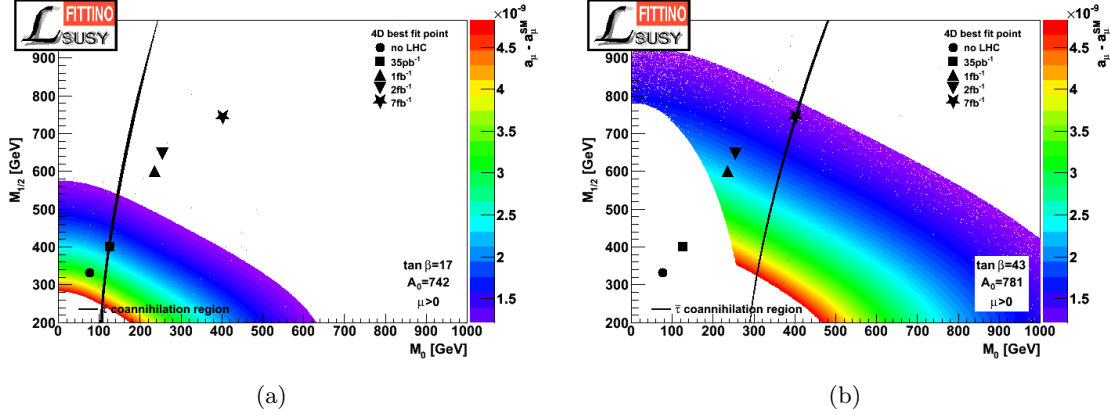 FITTINO
L SUSY
×10⁻⁹
4D best fit point
no LHC
35pb⁻¹
1fb⁻¹
2fb⁻¹
7fb⁻¹
900
800
700
600
500
400
300
200
M₁/₂ [GeV]
tan β=17
A₀=742
μ>0
τ̃ coannihilation region
0 100 200 300 400 500 600 700 800 900 1000
M₀ [GeV]
4.5
4
3.5
3
2.5
2
1.5
a_μ - a_μ^SM
(a)
FITTINO
L SUSY
×10⁻⁹
4D best fit point
no LHC
35pb⁻¹
1fb⁻¹
2fb⁻¹
7fb⁻¹
900
800
700
600
500
400
300
200
M₁/₂ [GeV]
tan β=43
A₀=781
μ>0
τ̃ coannihilation region
0 100 200 300 400 500 600 700 800 900 1000
M₀ [GeV]
4.5
4
3.5
3
2.5
2
1.5
a_μ - a_μ^SM
(b)